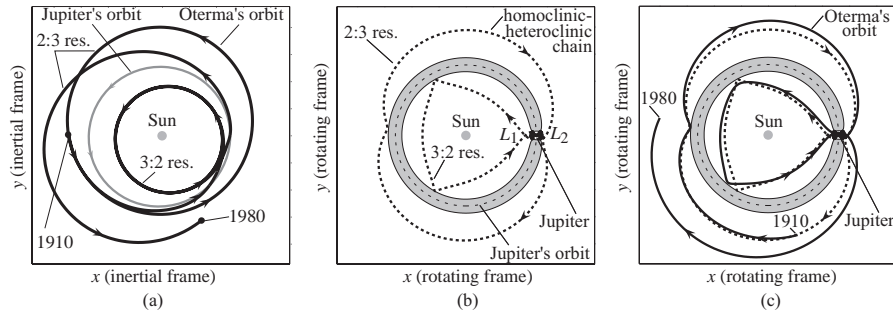 Jupiter's orbit
Oterma's orbit
2:3 res.
Sun
3:2 res.
1910
1980
y (inertial frame)
x (inertial frame)
(a)
homoclinic-
heteroclinic
chain
2:3 res.
Sun
L1
L2
3:2 res.
Jupiter
Jupiter's orbit
y (rotating frame)
x (rotating frame)
(b)
Oterma's
orbit
1980
Sun
1910
Jupiter
y (rotating frame)
x (rotating frame)
(c)